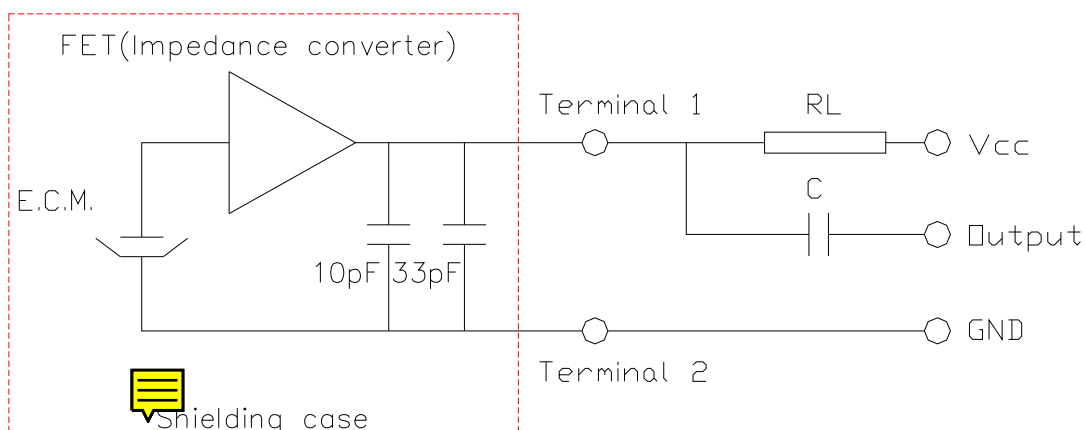 FET(Impedance converter)
Terminal 1
RL
Vcc
E.C.M.
C
Output
10pF 33pF
GND
Terminal 2
Shielding case